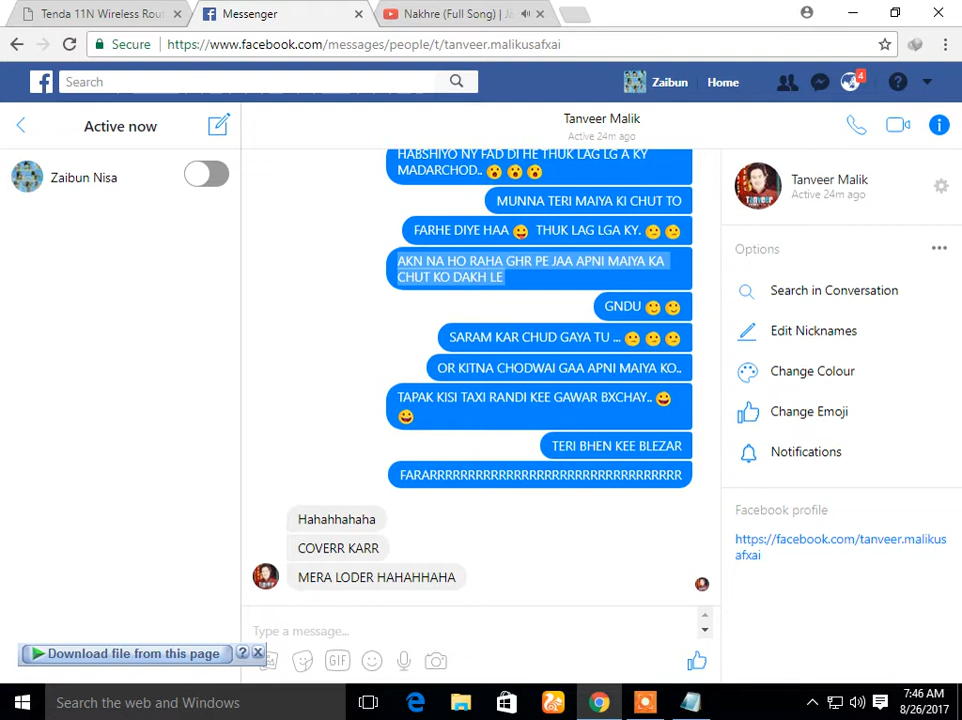 Tenda 11N Wireless Rout
Messenger
Nakhre (Full Song) | Ja
Secure
https://www.facebook.com/messages/people/t/tanveer.malikusafxai
Search
Zaibun
Home
4
Active now
Tanveer Malik
Active 24m ago
Zaibun Nisa
HABSHIYO NY FAD DI HE THUK LAG LG A KY
MADARCHOD.. 😮 😮 😮
MUNNA TERI MAIYA KI CHUT TO
FARHE DIYE HAA 😀 THUK LAG LGA KY. 🙁 🙁
AKN NA HO RAHA GHR PE JAA APNI MAIYA KA
CHUT KO DAKH LE
GNDU 🙂 🙂
SARAM KAR CHUD GAYA TU ... 🙁 🙁 🙁
OR KITNA CHODWAI GAA APNI MAIYA KO..
TAPAK KISI TAXI RANDI KEE GAWAR BXCHAY.. 😀
😀
TERI BHEN KEE BLEZAR
FARARRRRRRRRRRRRRRRRRRRRRRRRRRRRRRRRR
Hahahhahaha
COVERR KARR
MERA LODER HAHAHHAHA
Type a message...
GIF
Tanveer Malik
Active 24m ago
Options
Search in Conversation
Edit Nicknames
Change Colour
Change Emoji
Notifications
Facebook profile
https://facebook.com/tanveer.malikus
afxai
Download file from this page
Search the web and Windows
7:46 AM
8/26/2017